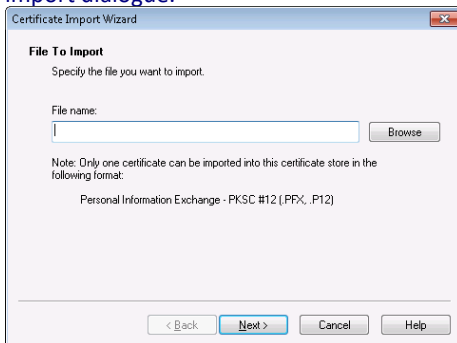 import dialogue:
Certificate Import Wizard
File To Import
Specify the file you want to import.
File name:
Browse
Note: Only one certificate can be imported into this certificate store in the
following format:
Personal Information Exchange - PKSC #12 (.PFX, .P12)
< Back Next > Cancel Help